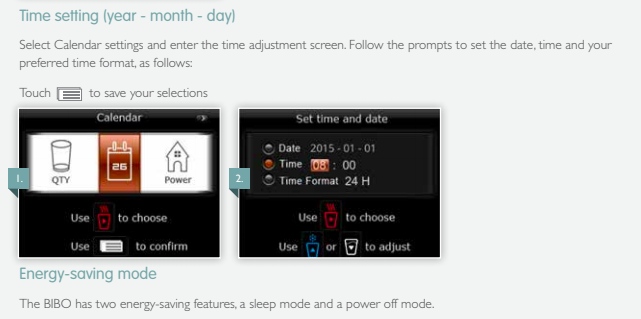 Time setting (year - month - day)
Select Calendar settings and enter the time adjustment screen. Follow the prompts to set the date, time and your
preferred time format, as follows:
Touch to save your selections
Calendar
QTY
26
Power
1.
Use to choose
Use to confirm
Set time and date
Date 2015 - 01 - 01
Time 08 : 00
Time Format 24 H
2.
Use to choose
Use or to adjust
Energy-saving mode
The BIBO has two energy-saving features, a sleep mode and a power off mode.